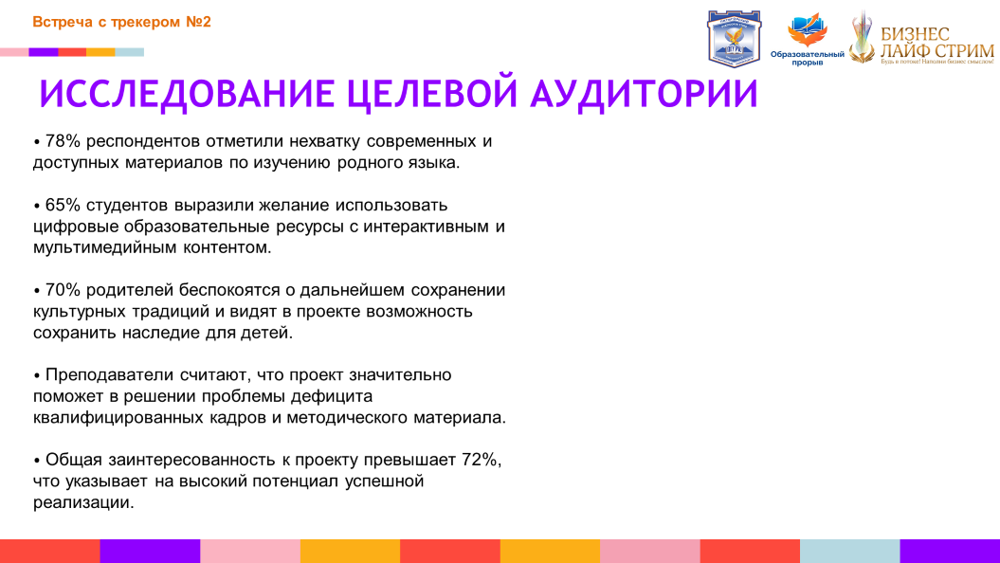 Встреча с трекером №2
Образовательный
прорыв
БИЗНЕС
ЛАЙФ СТРИМ
Будь в потоке! Наполни бизнес смыслом!
ИССЛЕДОВАНИЕ ЦЕЛЕВОЙ АУДИТОРИИ
• 78% респондентов отметили нехватку современных и
доступных материалов по изучению родного языка.
• 65% студентов выразили желание использовать
цифровые образовательные ресурсы с интерактивным и
мультимедийным контентом.
• 70% родителей беспокоятся о дальнейшем сохранении
культурных традиций и видят в проекте возможность
сохранить наследие для детей.
• Преподаватели считают, что проект значительно
поможет в решении проблемы дефицита
квалифицированных кадров и методического материала.
• Общая заинтересованность к проекту превышает 72%,
что указывает на высокий потенциал успешной
реализации.